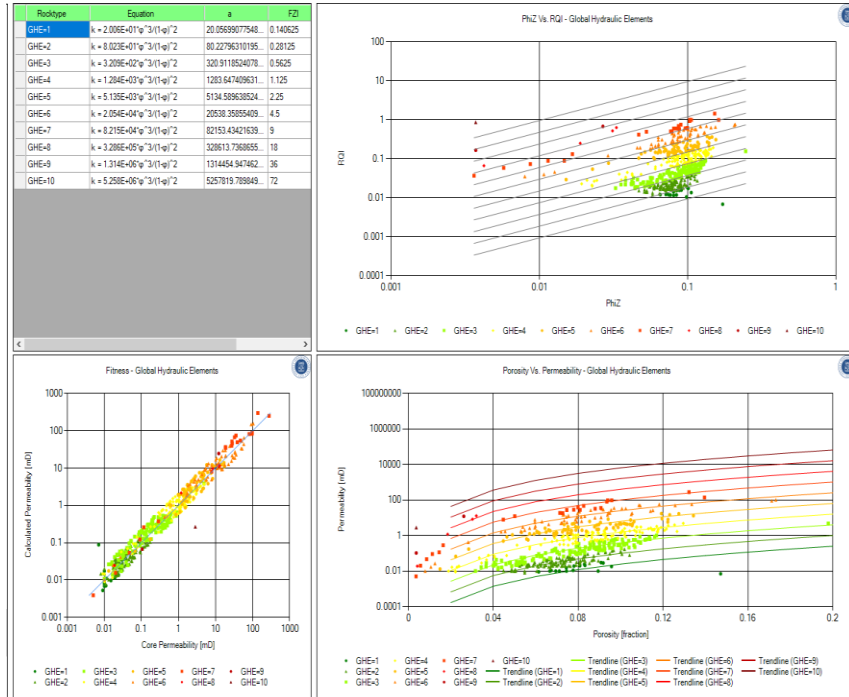 Rocktype Equation a FZI
GHE=1 k = 2.006E+01*φ^3/(1-φ)^2 20.05699077548... 0.140625
GHE=2 k = 8.023E+01*φ^3/(1-φ)^2 80.22796310195... 0.28125
GHE=3 k = 3.209E+02*φ^3/(1-φ)^2 320.9118524078... 0.5625
GHE=4 k = 1.284E+03*φ^3/(1-φ)^2 1283.647409631... 1.125
GHE=5 k = 5.135E+03*φ^3/(1-φ)^2 5134.589638524... 2.25
GHE=6 k = 2.054E+04*φ^3/(1-φ)^2 20538.35855409... 4.5
GHE=7 k = 8.215E+04*φ^3/(1-φ)^2 82153.43421639... 9
GHE=8 k = 3.286E+05*φ^3/(1-φ)^2 328613.7368655... 18
GHE=9 k = 1.314E+06*φ^3/(1-φ)^2 1314454.947462... 36
GHE=10 k = 5.258E+06*φ^3/(1-φ)^2 5257819.789849... 72
PhiZ Vs. RQI - Global Hydraulic Elements
100
10
1
0.1
0.01
0.001
0.0001
RQI
0.001 0.01 0.1 1
PhiZ
GHE=1 GHE=2 GHE=3 GHE=4 GHE=5 GHE=6 GHE=7 GHE=8 GHE=9 GHE=10
Fitness - Global Hydraulic Elements
1000
100
10
1
0.1
0.01
0.001
Calculated Permeability [mD]
0.001 0.01 0.1 1 10 100 1000
Core Permeability [mD]
GHE=1 GHE=3 GHE=5 GHE=7 GHE=9
GHE=2 GHE=4 GHE=6 GHE=8 GHE=10
Porosity Vs. Permeability - Global Hydraulic Elements
100000000
1000000
10000
100
1
0.01
0.0001
Permeability [mD]
0 0.04 0.08 0.12 0.16 0.2
Porosity [fraction]
GHE=1 GHE=4 GHE=7 GHE=10 Trendline (GHE=3) Trendline (GHE=6) Trendline (GHE=9)
GHE=2 GHE=5 GHE=8 Trendline (GHE=1) Trendline (GHE=4) Trendline (GHE=7) Trendline (GHE=10)
GHE=3 GHE=6 GHE=9 Trendline (GHE=2) Trendline (GHE=5) Trendline (GHE=8)